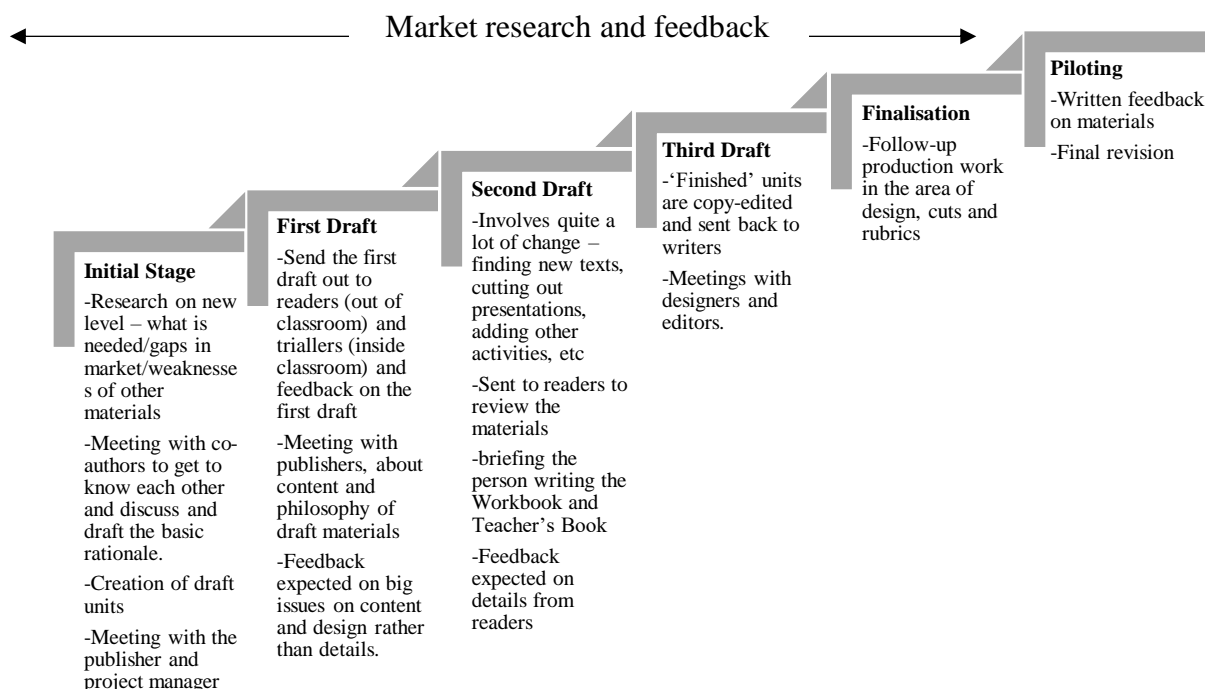 Market research and feedback
Initial Stage
-Research on new
level – what is
needed/gaps in
market/weaknesse
s of other
materials
-Meeting with co-
authors to get to
know each other
and discuss and
draft the basic
rationale.
-Creation of draft
units
-Meeting with the
publisher and
project manager
First Draft
-Send the first
draft out to
readers (out of
classroom) and
triallers (inside
classroom) and
feedback on the
first draft
-Meeting with
publishers, about
content and
philosophy of
draft materials
-Feedback
expected on big
issues on content
and design rather
than details.
Second Draft
-Involves quite a
lot of change –
finding new texts,
cutting out
presentations,
adding other
activities, etc
-Sent to readers to
review the
materials
-briefing the
person writing the
Workbook and
Teacher’s Book
-Feedback
expected on
details from
readers
Third Draft
-‘Finished’ units
are copy-edited
and sent back to
writers
-Meetings with
designers and
editors.
Finalisation
-Follow-up
production work
in the area of
design, cuts and
rubrics
Piloting
-Written feedback
on materials
-Final revision